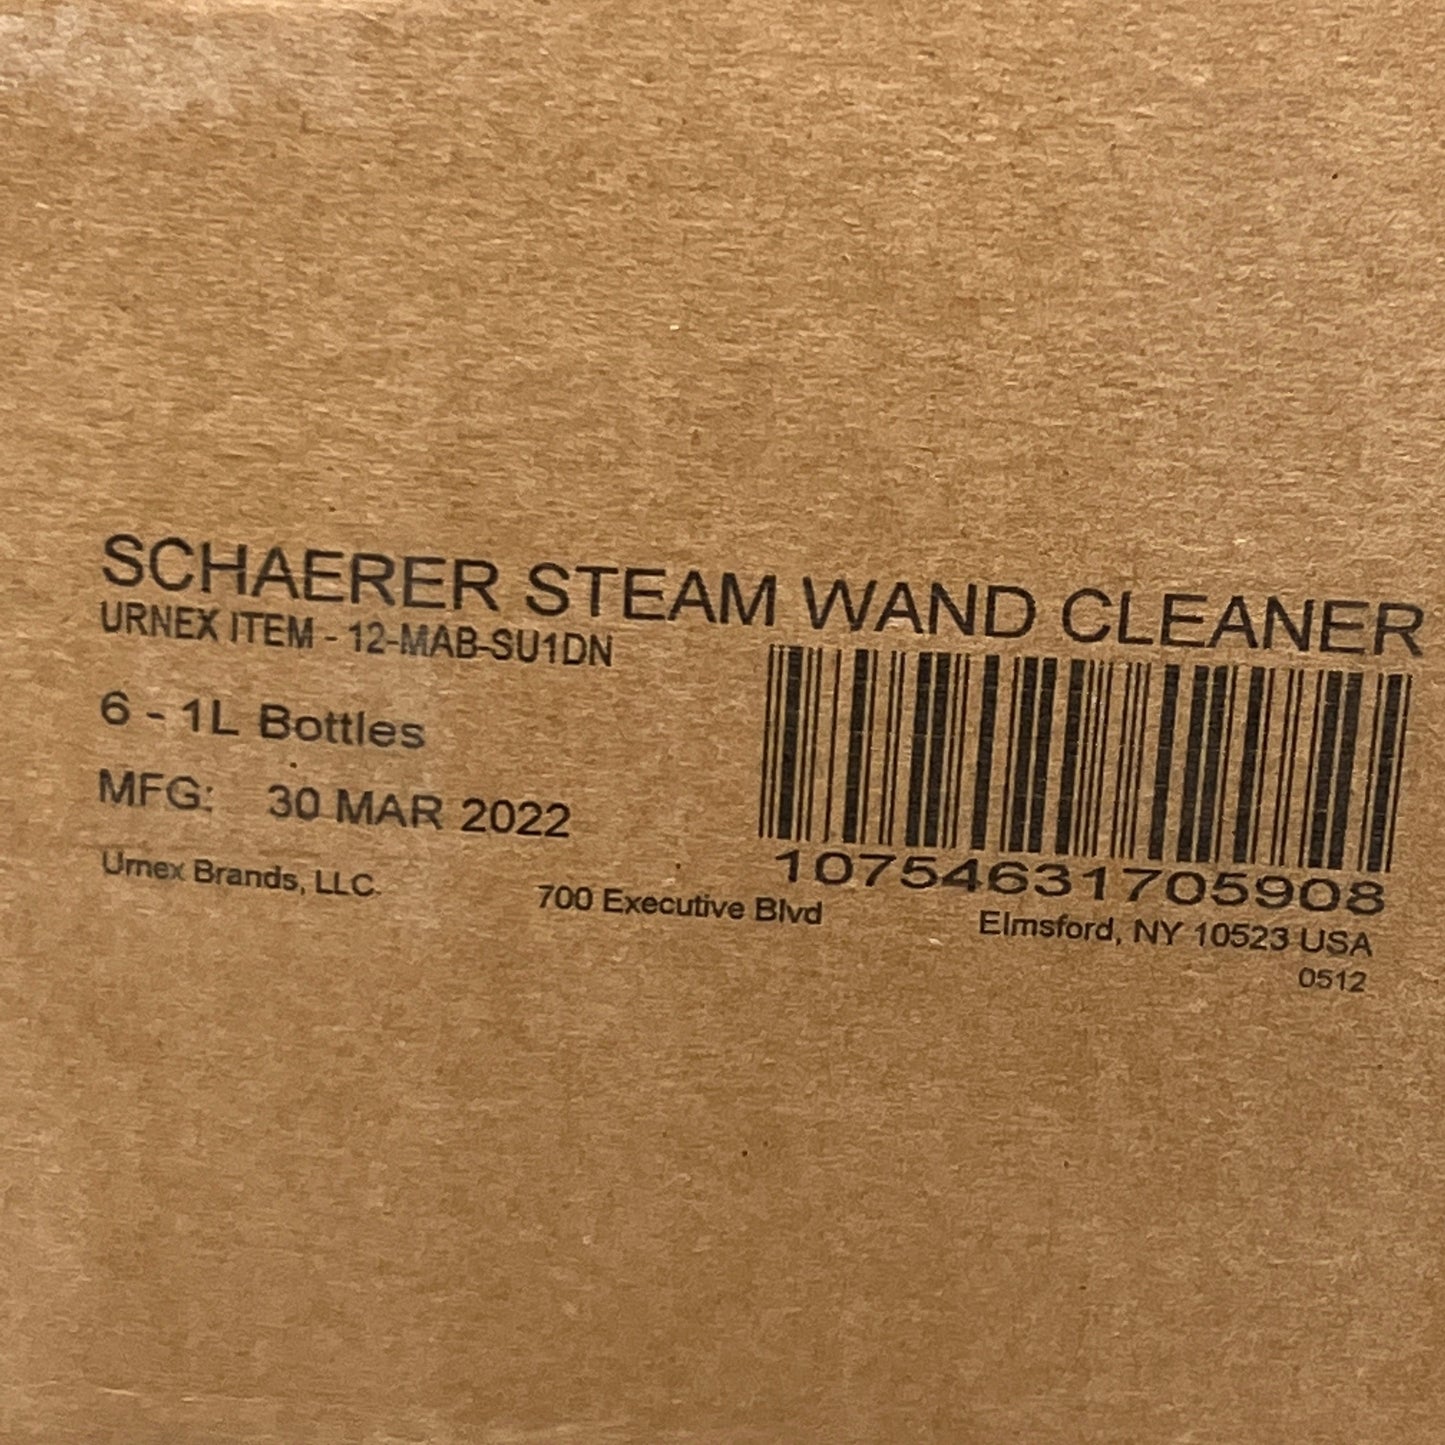 SCHAERER STEAM WAND CLEANER
URNEX ITEM - 12-MAB-SU1DN
6 - 1L Bottles
MFG: 30 MAR 2022
10754631705908
Urnex Brands, LLC. 700 Executive Blvd Elmsford, NY 10523 USA
0512